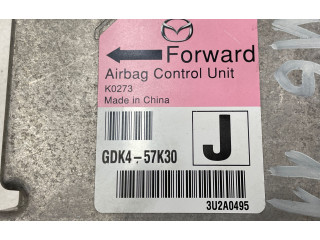 Forward
Airbag Control Unit
K0273
Made in China
GDK4-57K30
J
3U2A0495